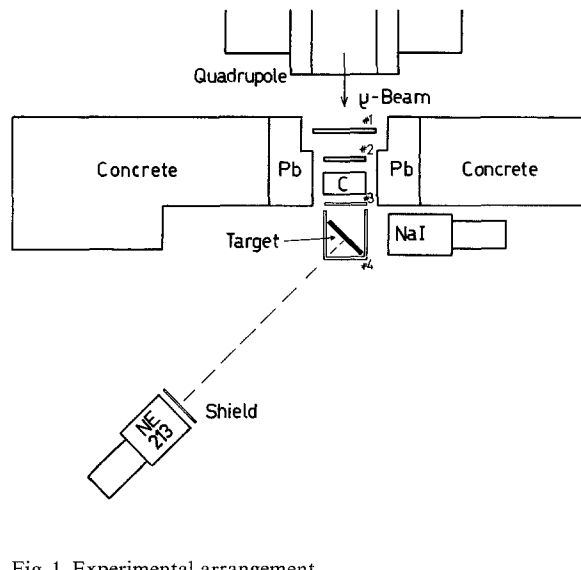 Quadrupole
μ-Beam
#1
#2
Concrete
Pb
C
Pb
Concrete
#3
Target
NaI
#4
Shield
NE
213
Fig. 1. Experimental arrangement